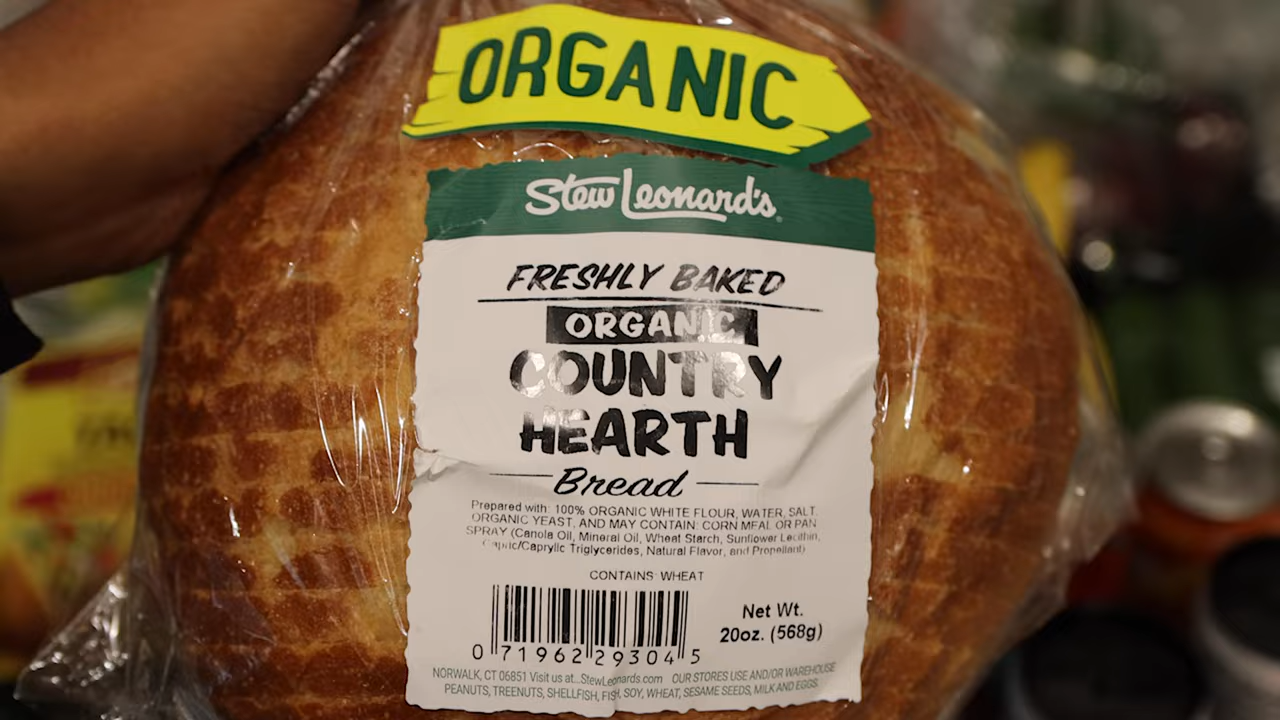 ORGANIC
Stew Leonard's
FRESHLY BAKED
ORGANIC
COUNTRY
HEARTH
Bread
Prepared with: 100% ORGANIC WHITE FLOUR, WATER, SALT.
ORGANIC YEAST, AND MAY CONTAIN: CORN MEAL OR PAN
SPRAY (Canola Oil, Mineral Oil, Wheat Starch, Sunflower Lecithin,
Capric/Caprylic Triglycerides, Natural Flavor, and Propellant)
CONTAINS: WHEAT
Net Wt.
20oz. (568g)
0 71962 29304 5
NORWALK, CT 06851 Visit us at...StewLeonards.com OUR STORES USE AND/OR WAREHOUSE
PEANUTS, TREENUTS, SHELLFISH, FISH, SOY, WHEAT, SESAME SEEDS, MILK AND EGGS.